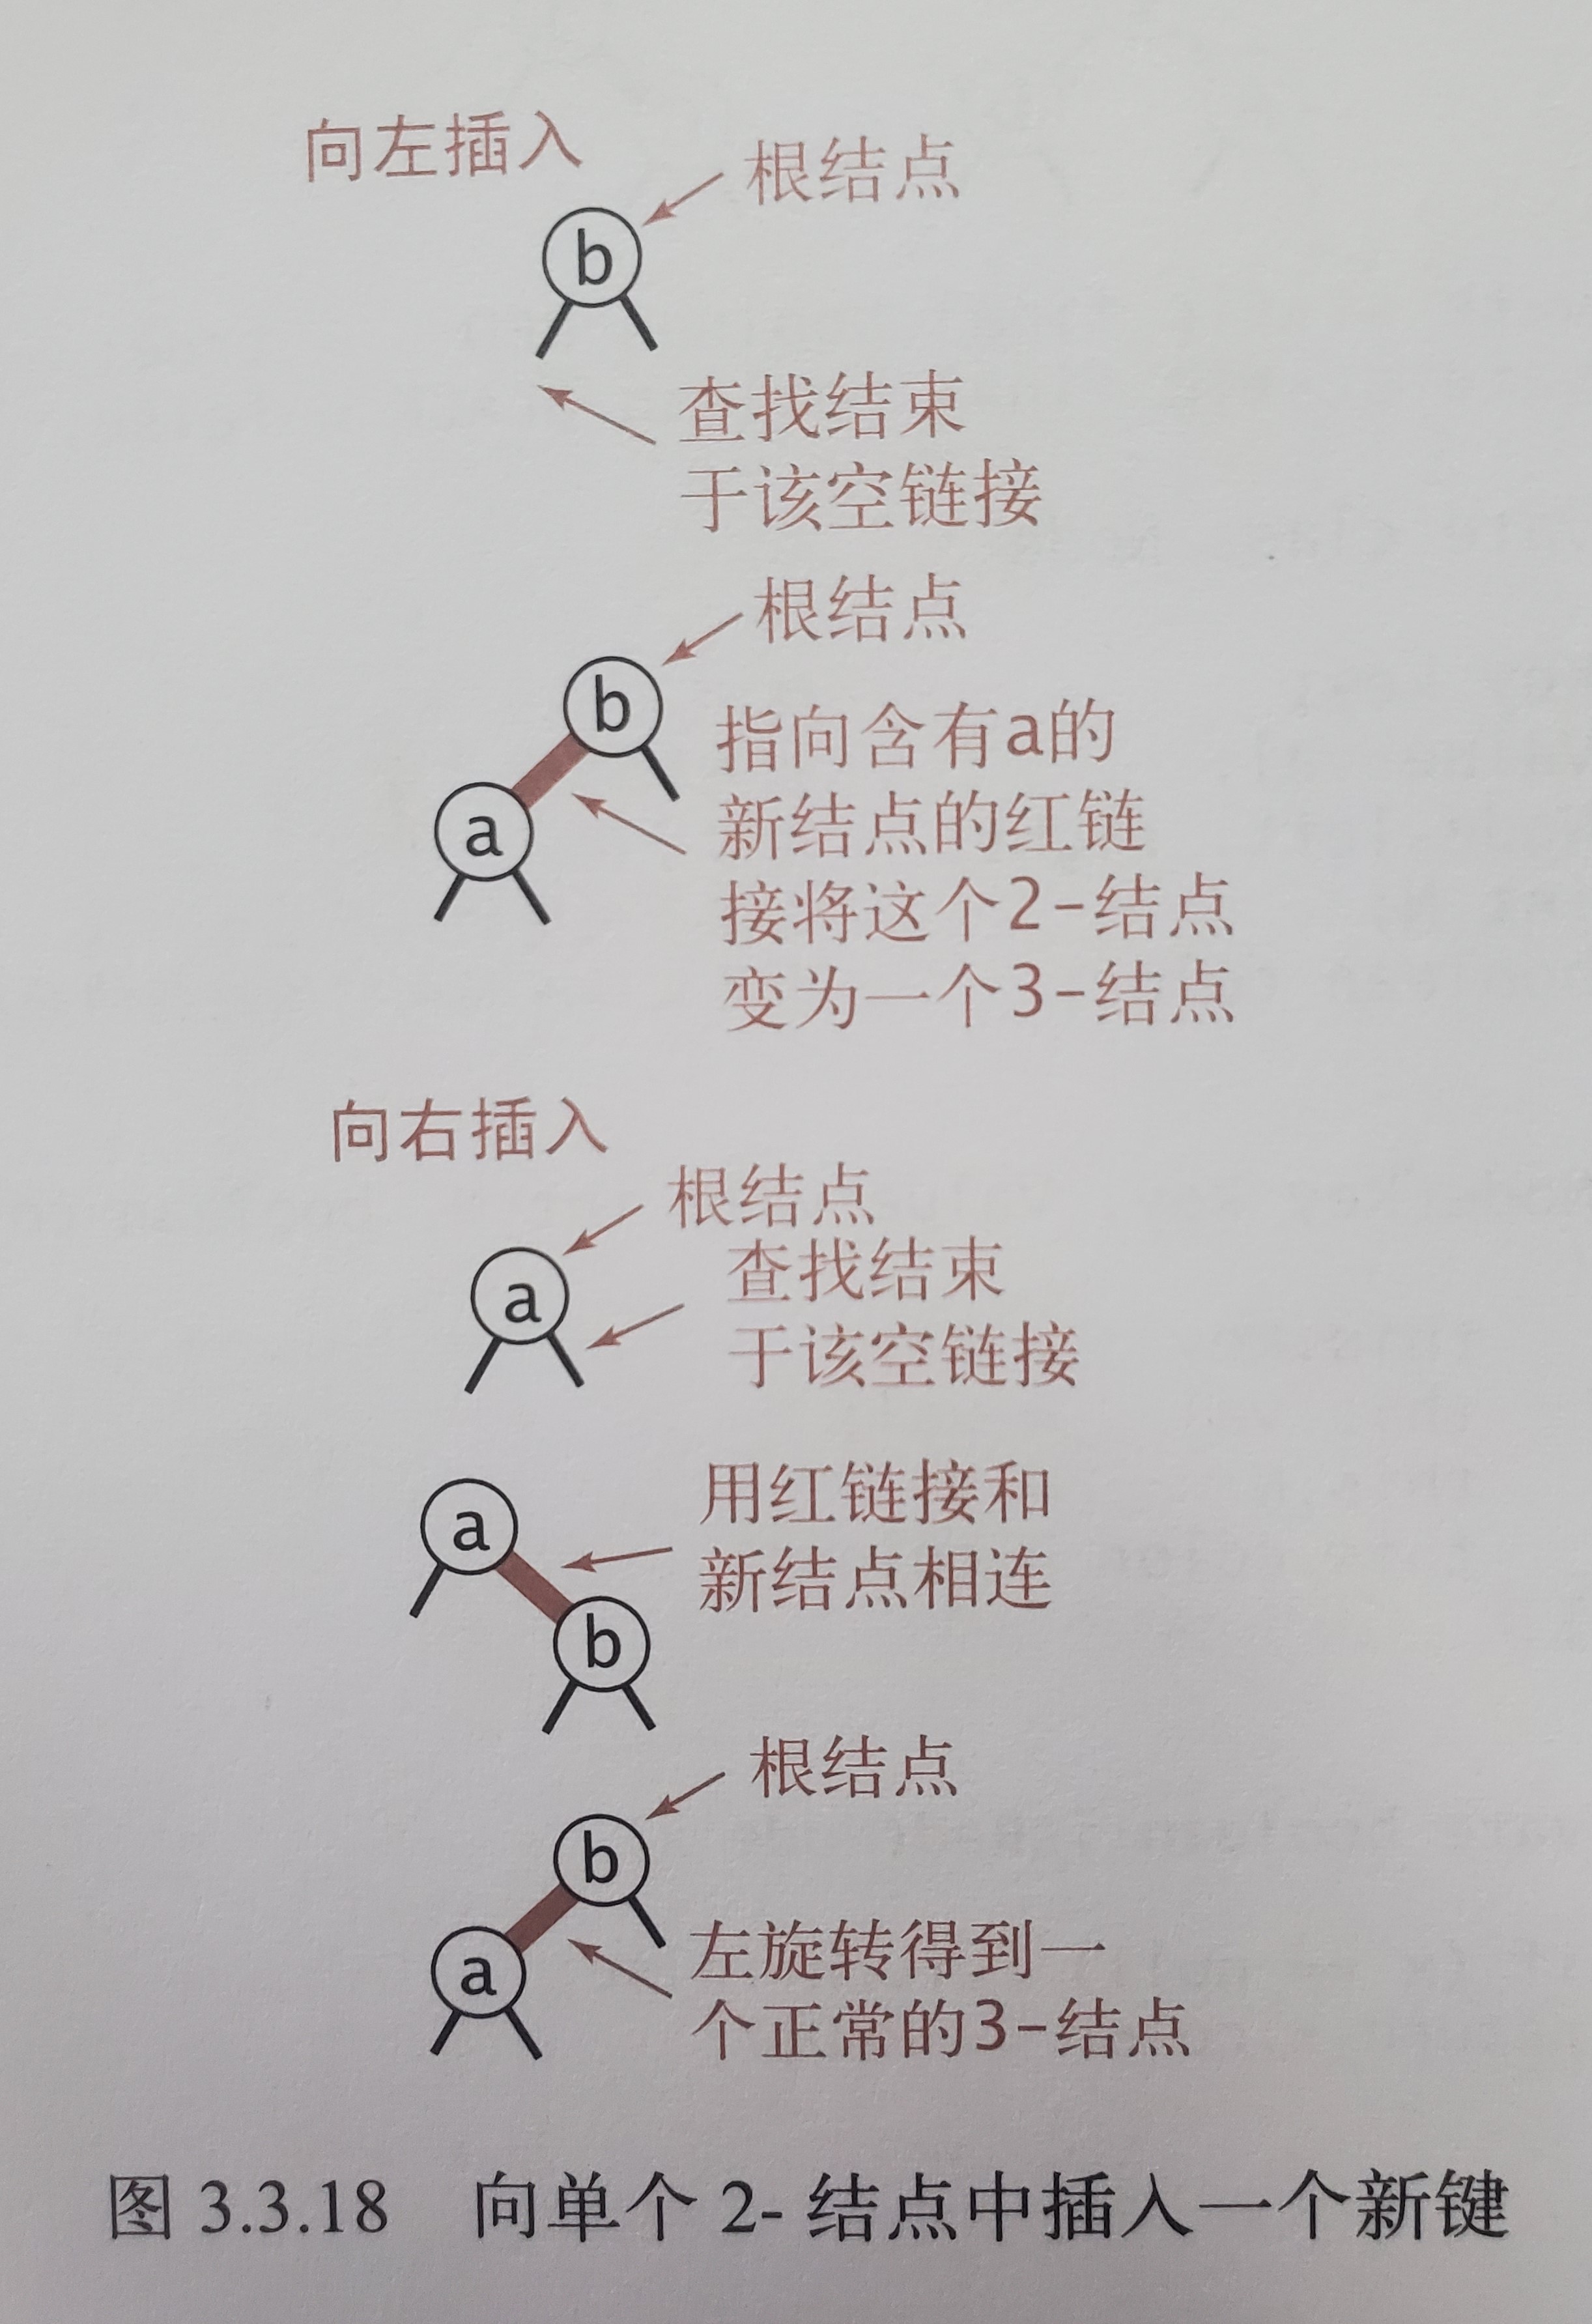 向左插入
根结点
b
查找结束
于该空链接
根结点
b
指向含有a的
新结点的红链
接将这个2-结点
变为一个3-结点
a
向右插入
根结点
a
查找结束
于该空链接
a
用红链接和
新结点相连
b
根结点
b
左旋转得到一
个正常的3-结点
a
图 3.3.18 向单个 2- 结点中插入一个新键